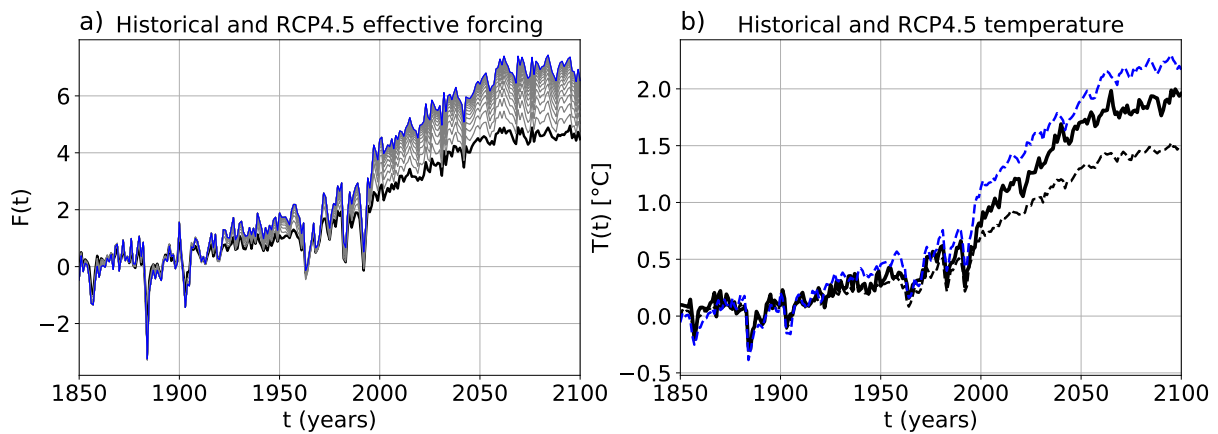 a) Historical and RCP4.5 effective forcing
F(t)
6
4
2
0
−2
1850 1900 1950 2000 2050 2100
t (years)
b) Historical and RCP4.5 temperature
T(t) [°C]
2.0
1.5
1.0
0.5
0.0
−0.5
1850 1900 1950 2000 2050 2100
t (years)